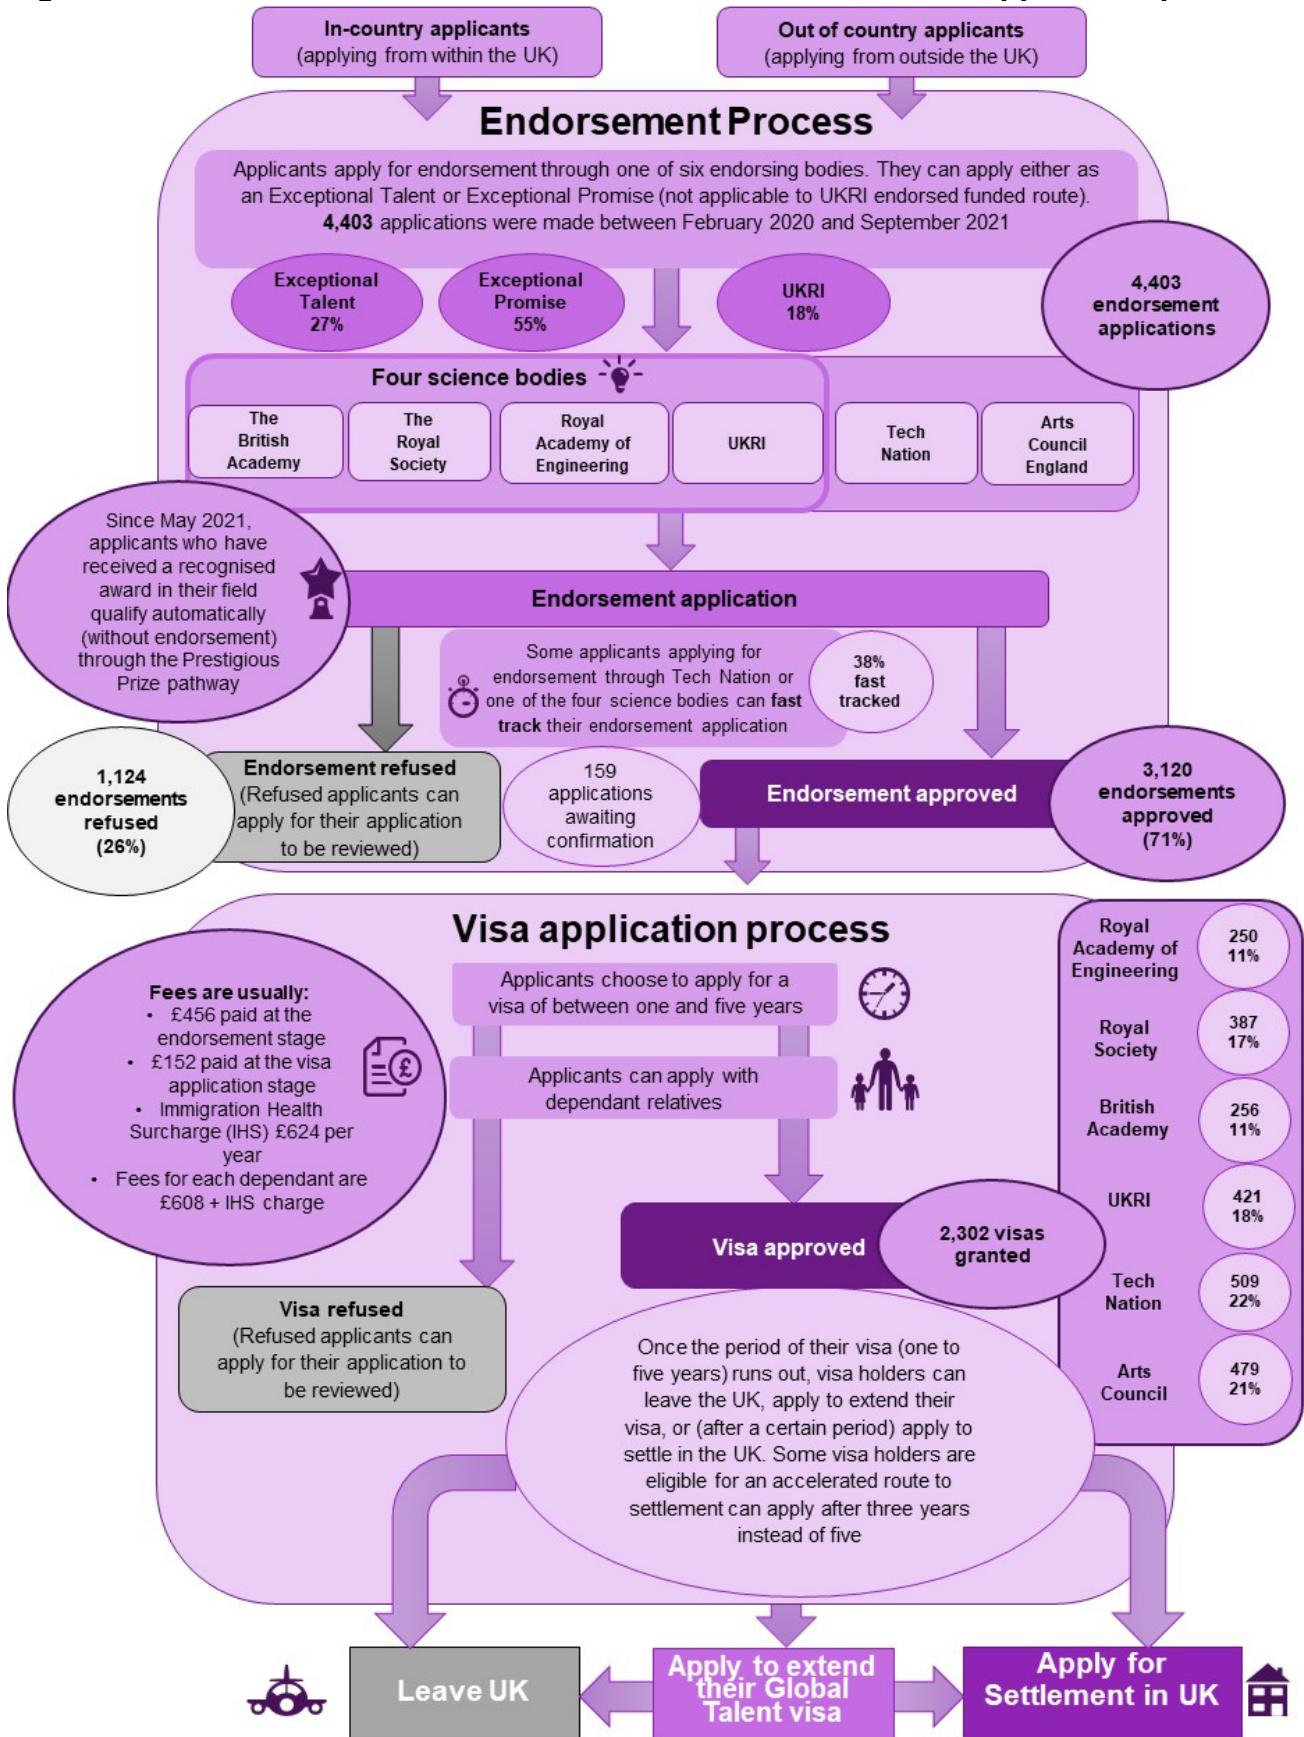 In-country applicants
(applying from within the UK)
Out of country applicants
(applying from outside the UK)
Endorsement Process
Applicants apply for endorsement through one of six endorsing bodies. They can apply either as
an Exceptional Talent or Exceptional Promise (not applicable to UKRI endorsed funded route).
4,403 applications were made between February 2020 and September 2021
Exceptional
Talent
27%
Exceptional
Promise
55%
UKRI
18%
4,403
endorsement
applications
Four science bodies
The
British
Academy
The
Royal
Society
Royal
Academy of
Engineering
UKRI
Tech
Nation
Arts
Council
England
Since May 2021,
applicants who have
received a recognised
award in their field
qualify automatically
(without endorsement)
through the Prestigious
Prize pathway
Endorsement application
Some applicants applying for
endorsement through Tech Nation or
one of the four science bodies can fast
track their endorsement application
38%
fast
tracked
1,124
endorsements
refused
(26%)
Endorsement refused
(Refused applicants can
apply for their application
to be reviewed)
159
applications
awaiting
confirmation
Endorsement approved
3,120
endorsements
approved
(71%)
Visa application process
Applicants choose to apply for a
visa of between one and five years
Applicants can apply with
dependant relatives
Fees are usually:
• £456 paid at the
endorsement stage
• £152 paid at the visa
application stage
• Immigration Health
Surcharge (IHS) £624 per
year
• Fees for each dependant are
£608 + IHS charge
£
Royal
Academy of
Engineering
250
11%
Royal
Society
387
17%
British
Academy
256
11%
UKRI
421
18%
Tech
Nation
509
22%
Arts
Council
479
21%
Visa approved
2,302 visas
granted
Visa refused
(Refused applicants can
apply for their application to
be reviewed)
Once the period of their visa (one to
five years) runs out, visa holders can
leave the UK, apply to extend their
visa, or (after a certain period) apply to
settle in the UK. Some visa holders are
eligible for an accelerated route to
settlement can apply after three years
instead of five
Leave UK
Apply to extend
their Global
Talent visa
Apply for
Settlement in UK